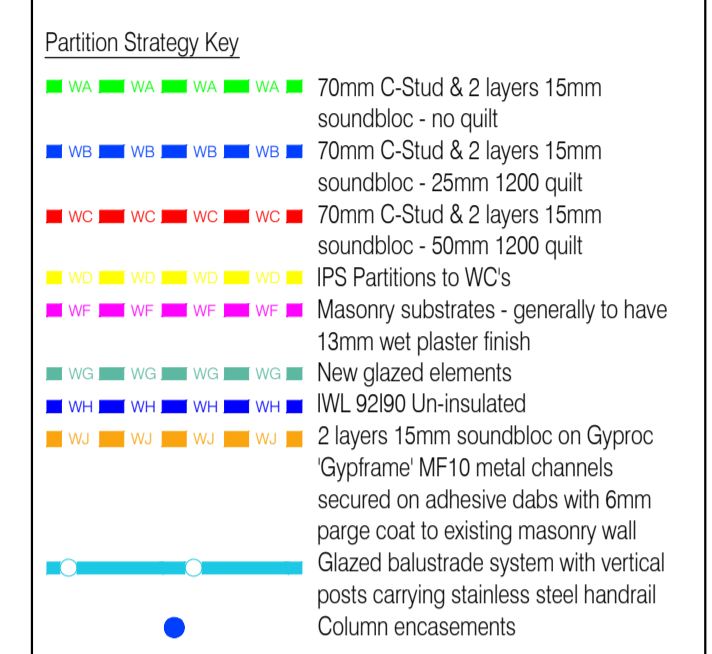 Partition Strategy Key
WA WA WA WA 70mm C-Stud & 2 layers 15mm
soundbloc - no quilt
WB WB WB WB 70mm C-Stud & 2 layers 15mm
soundbloc - 25mm 1200 quilt
WC WC WC WC 70mm C-Stud & 2 layers 15mm
soundbloc - 50mm 1200 quilt
WD WD WD WD IPS Partitions to WC's
WF WF WF WF Masonry substrates - generally to have
13mm wet plaster finish
WG WG WG WG New glazed elements
WH WH WH WH IWL 92I90 Un-insulated
WJ WJ WJ WJ 2 layers 15mm soundbloc on Gyproc
'Gypframe' MF10 metal channels
secured on adhesive dabs with 6mm
parge coat to existing masonry wall
Glazed balustrade system with vertical
posts carrying stainless steel handrail
Column encasements